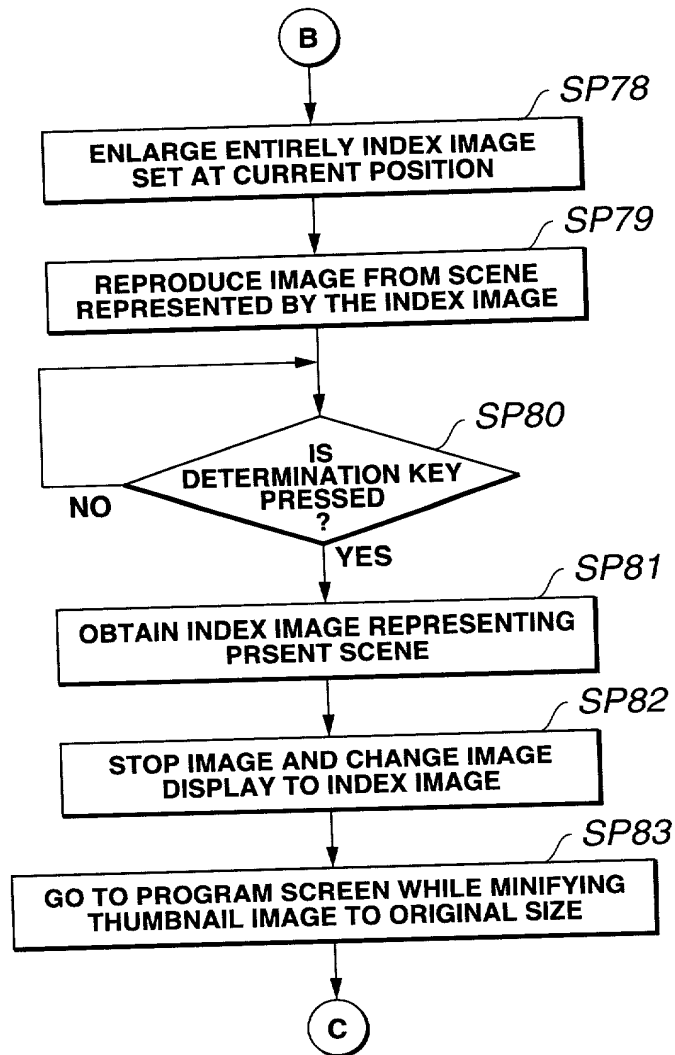 B
SP78
ENLARGE ENTIRELY INDEX IMAGE
SET AT CURRENT POSITION
SP79
REPRODUCE IMAGE FROM SCENE
REPRESENTED BY THE INDEX IMAGE
SP80
IS
DETERMINATION KEY
PRESSED
?
NO
YES
SP81
OBTAIN INDEX IMAGE REPRESENTING
PRSENT SCENE
SP82
STOP IMAGE AND CHANGE IMAGE
DISPLAY TO INDEX IMAGE
SP83
GO TO PROGRAM SCREEN WHILE MINIFYING
THUMBNAIL IMAGE TO ORIGINAL SIZE
C